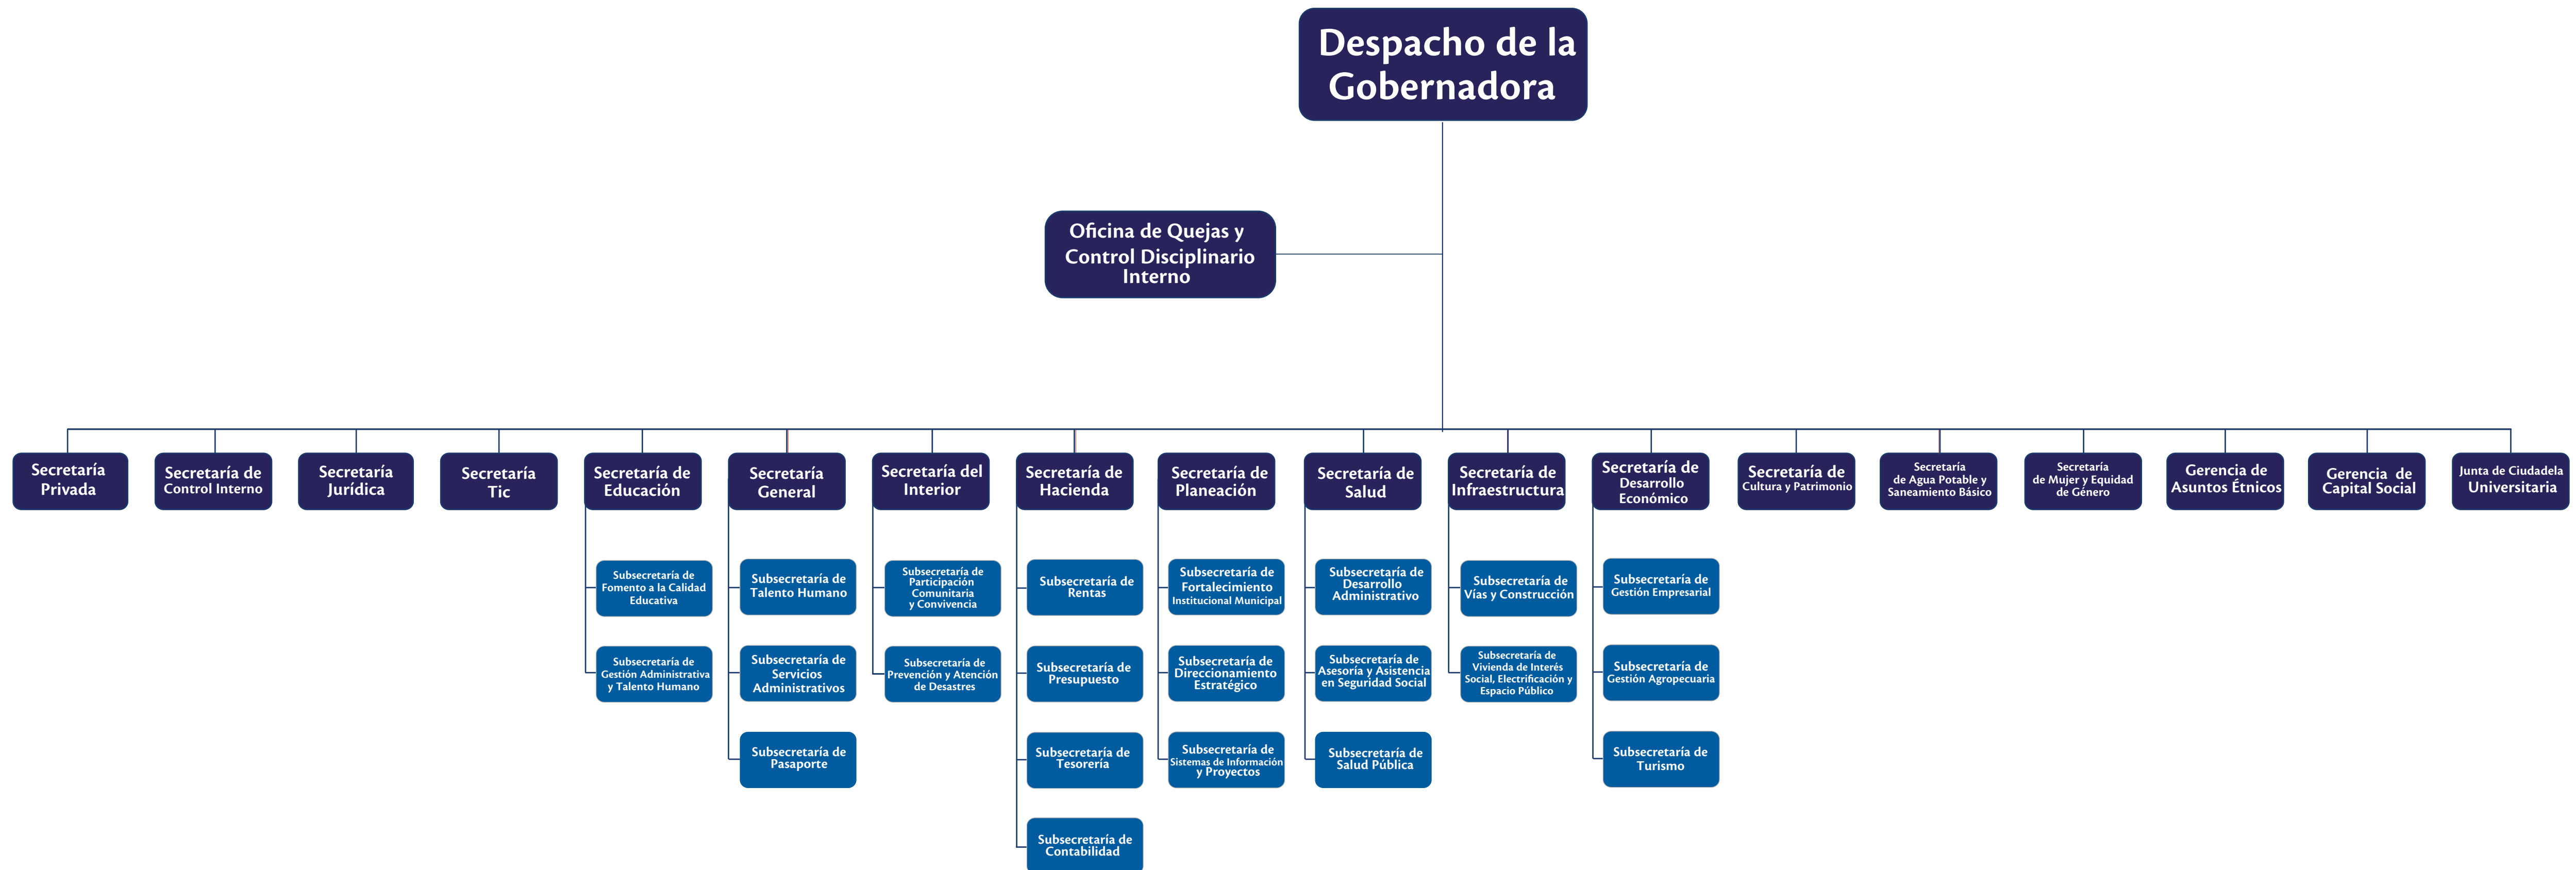 Despacho de la
Gobernadora
Oficina de Quejas y
Control Disciplinario
Interno
Secretaría
Privada
Secretaría de
Control Interno
Secretaría
Jurídica
Secretaría
Tic
Secretaría de
Educación
Secretaría
General
Secretaría del
Interior
Secretaría de
Hacienda
Secretaría de
Planeación
Secretaría de
Salud
Secretaría de
Infraestructura
Secretaría de
Desarrollo
Económico
Secretaría de
Cultura y Patrimonio
Secretaría
de Agua Potable y
Saneamiento Básico
Secretaría
de Mujer y Equidad
de Género
Gerencia de
Asuntos Étnicos
Gerencia de
Capital Social
Junta de Ciudadela
Universitaria
Subsecretaría de
Fomento a la Calidad
Educativa
Subsecretaría de
Gestión Administrativa
y Talento Humano
Subsecretaría de
Talento Humano
Subsecretaría de
Servicios
Administrativos
Subsecretaría de
Pasaporte
Subsecretaría de
Participación
Comunitaria
y Convivencia
Subsecretaría de
Prevención y Atención
de Desastres
Subsecretaría de
Rentas
Subsecretaría de
Presupuesto
Subsecretaría de
Tesorería
Subsecretaría de
Contabilidad
Subsecretaría de
Fortalecimiento
Institucional Municipal
Subsecretaría de
Direccionamiento
Estratégico
Subsecretaría de
Sistemas de Información
y Proyectos
Subsecretaría de
Desarrollo
Administrativo
Subsecretaría de
Asesoría y Asistencia
en Seguridad Social
Subsecretaría de
Salud Pública
Subsecretaría de
Vías y Construcción
Subsecretaría de
Vivienda de Interés
Social, Electrificación y
Espacio Público
Subsecretaría de
Gestión Empresarial
Subsecretaría de
Gestión Agropecuaria
Subsecretaría de
Turismo